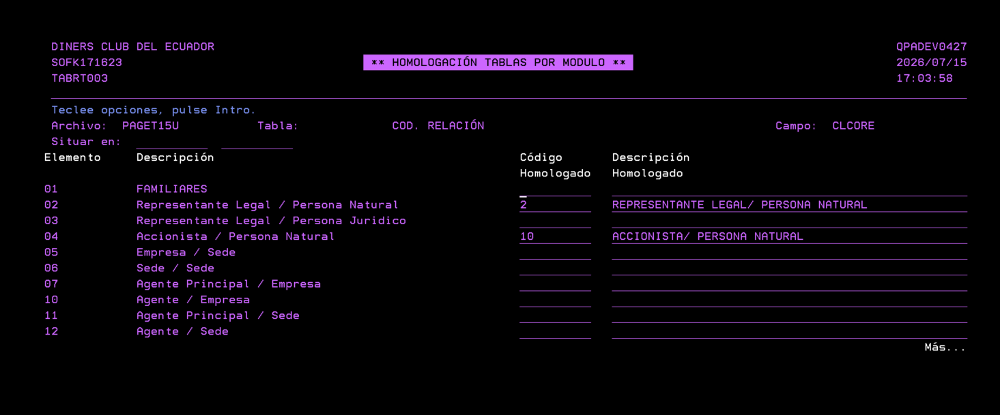 DINERS CLUB DEL ECUADOR QPADEV0427
SOFK171623 ** HOMOLOGACIÓN TABLAS POR MODULO ** 2026/07/15
TABRT003 17:03:58
Teclee opciones, pulse Intro.
Archivo: PAGET15U Tabla: COD. RELACIÓN Campo: CLCORE
Situar en:
Elemento Descripción Código Descripción
Homologado Homologado
01 FAMILIARES
02 Representante Legal / Persona Natural 2 REPRESENTANTE LEGAL/ PERSONA NATURAL
03 Representante Legal / Persona Juridico
04 Accionista / Persona Natural 10 ACCIONISTA/ PERSONA NATURAL
05 Empresa / Sede
06 Sede / Sede
07 Agente Principal / Empresa
10 Agente / Empresa
11 Agente Principal / Sede
12 Agente / Sede
Más...